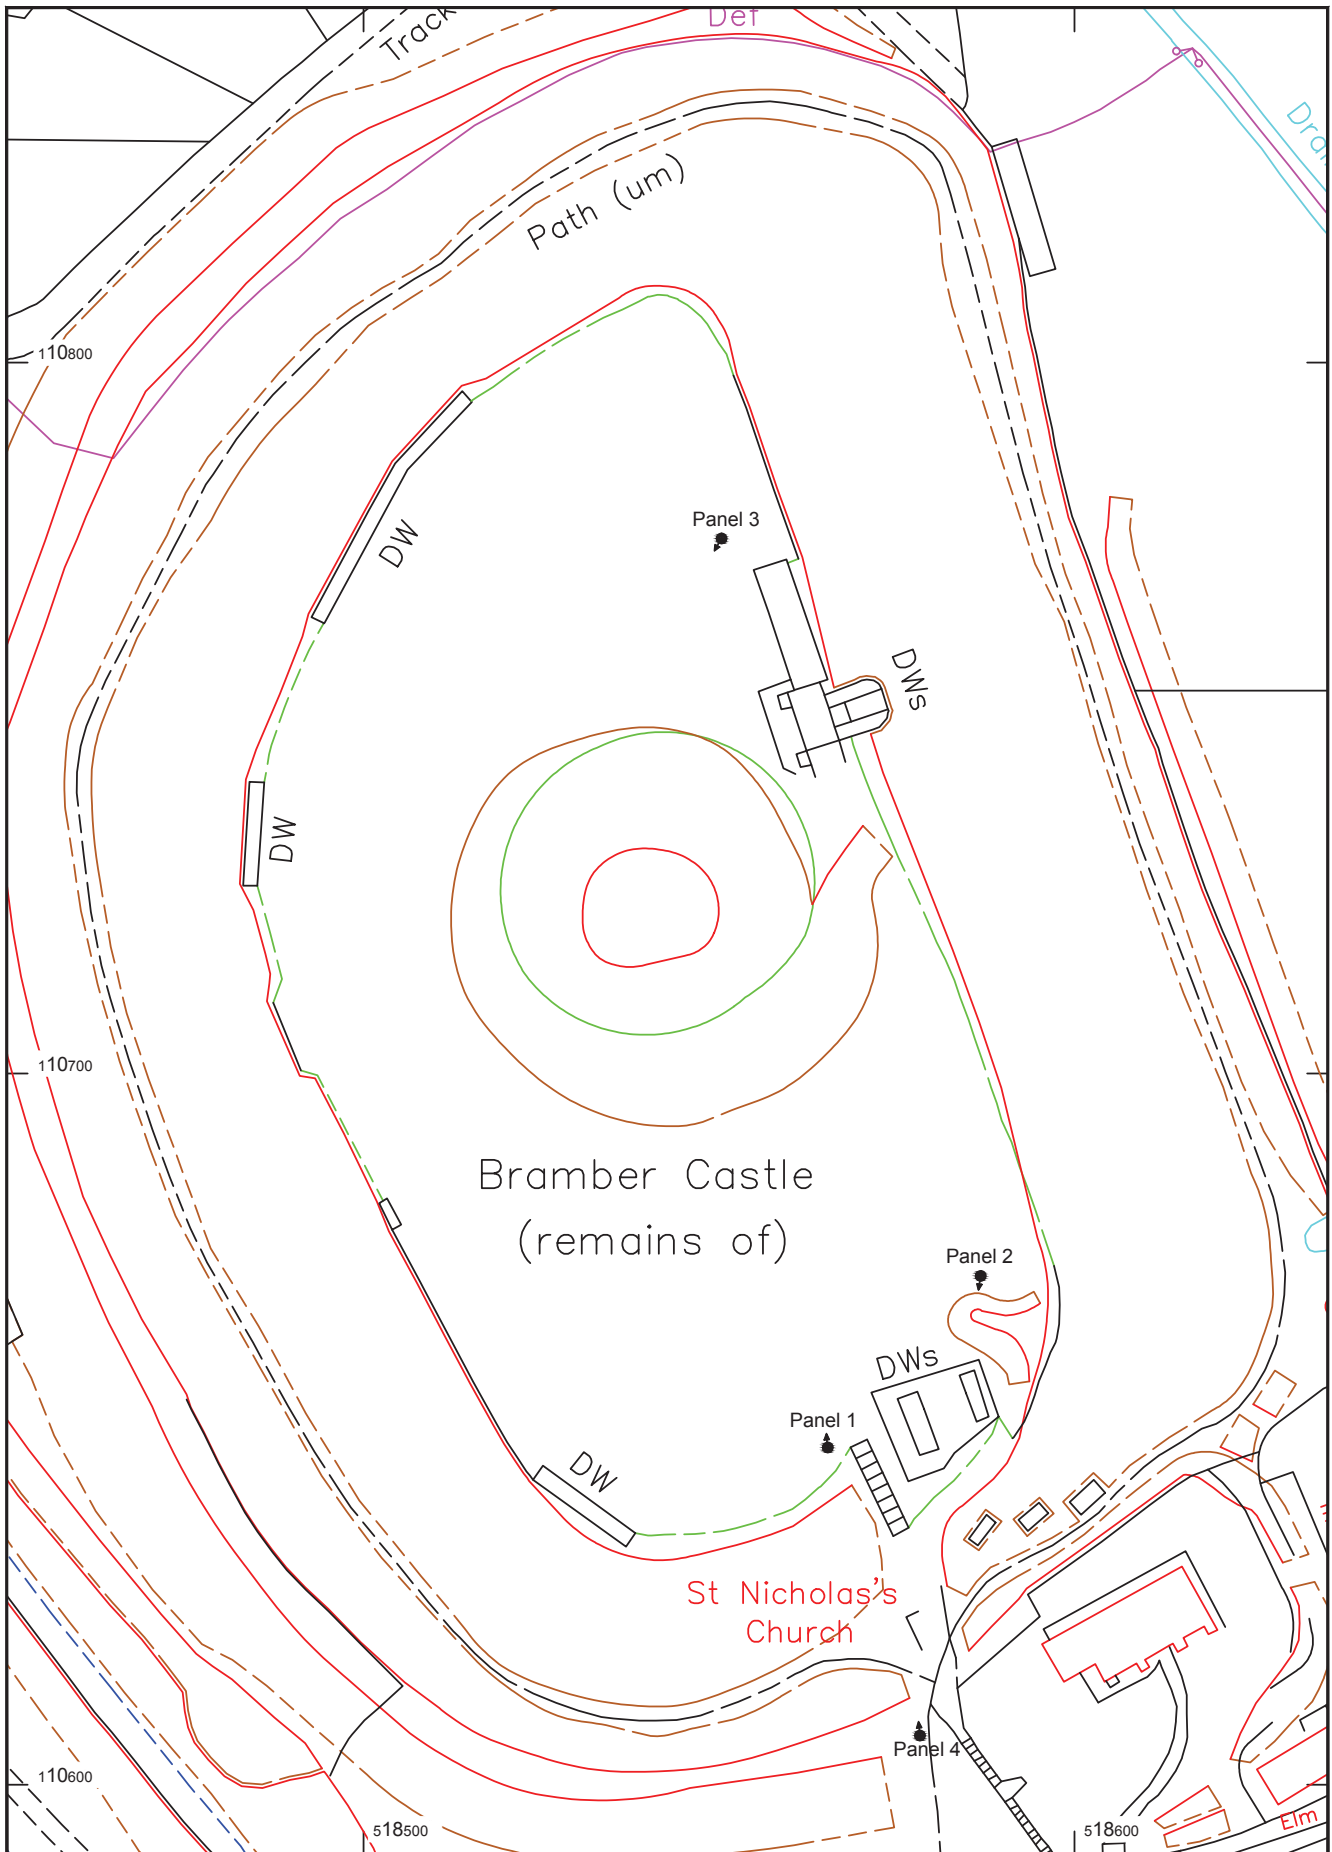 Def
Track
Path (um)
110800
Panel 3
DW
DWs
DW
110700
Bramber Castle
(remains of)
Panel 2
DWs
Panel 1
DW
St Nicholas's
Church
Panel 4
110600
518500
518600
Elm